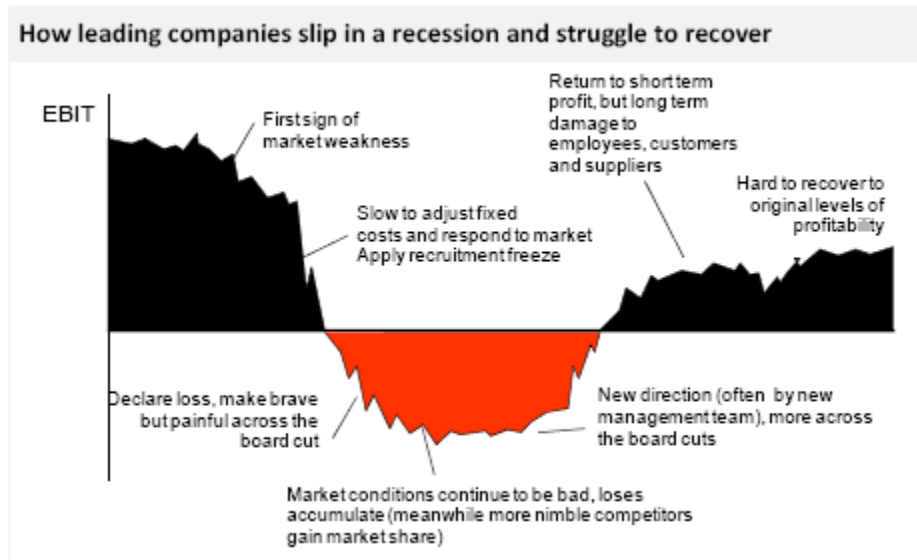 How leading companies slip in a recession and struggle to recover
EBIT
First sign of
market weakness
Return to short term
profit, but long term
damage to
employees, customers
and suppliers
Hard to recover to
original levels of
profitability
Slow to adjust fixed
costs and respond to market
Apply recruitment freeze
Declare loss, make brave
but painful across the
board cut
New direction (often by new
management team), more across
the board cuts
Market conditions continue to be bad, loses
accumulate (meanwhile more nimble competitors
gain market share)